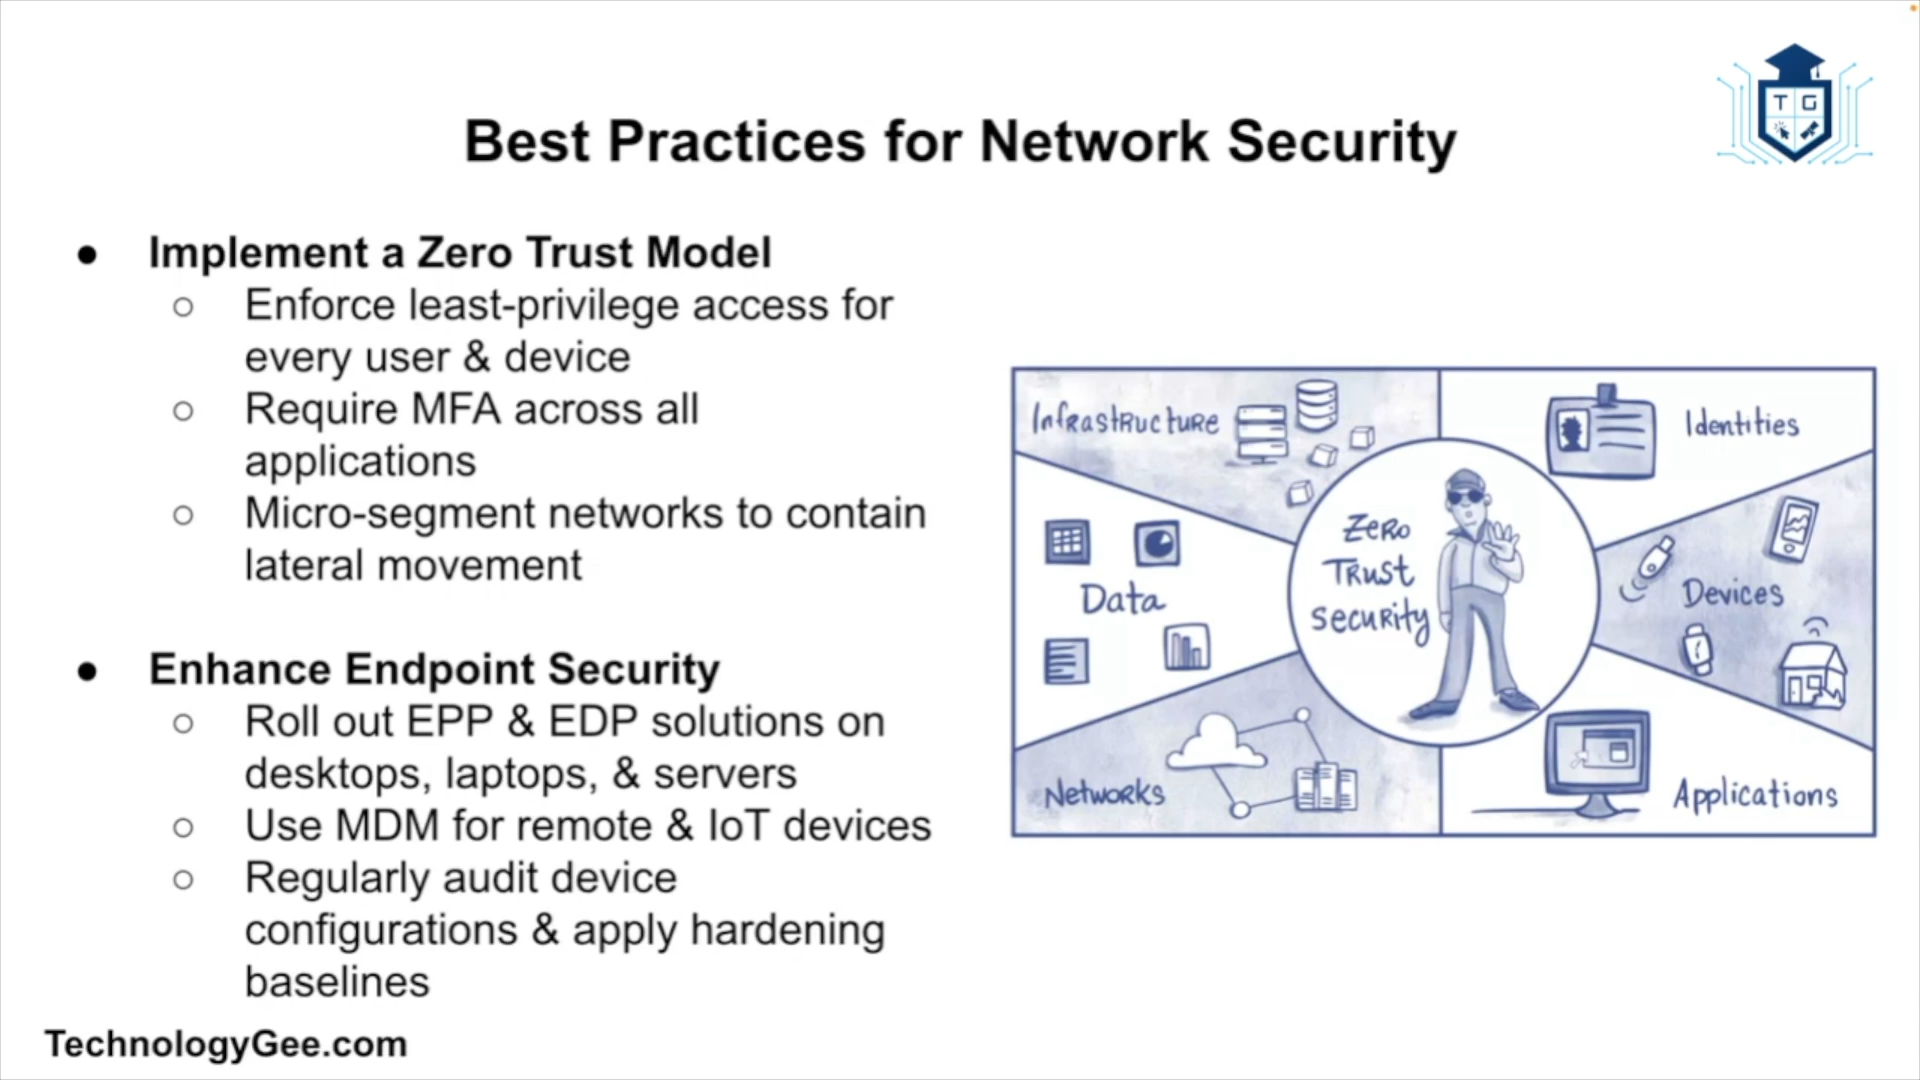 T G
Best Practices for Network Security
● Implement a Zero Trust Model
○ Enforce least-privilege access for
every user & device
○ Require MFA across all
applications
○ Micro-segment networks to contain
lateral movement
● Enhance Endpoint Security
○ Roll out EPP & EDP solutions on
desktops, laptops, & servers
○ Use MDM for remote & IoT devices
○ Regularly audit device
configurations & apply hardening
baselines
Infrastructure
Identities
Data
Zero
Trust
Security
Devices
Networks
Applications
TechnologyGee.com